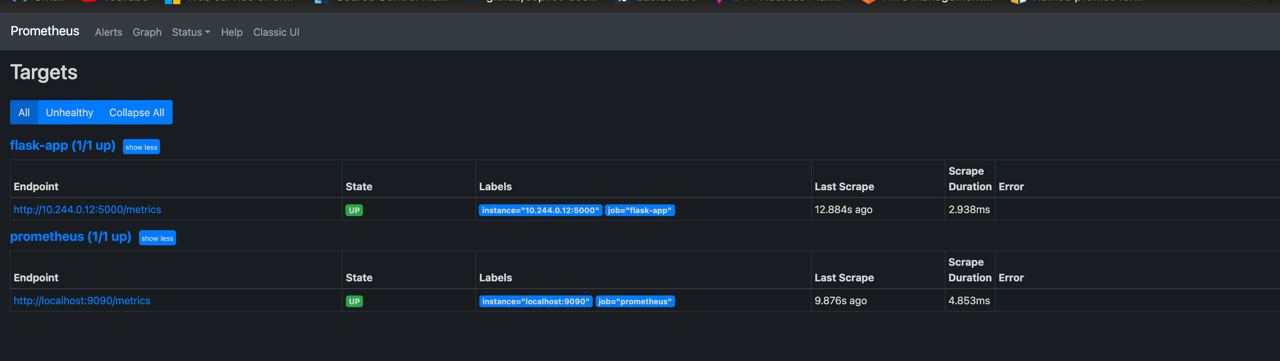 Prometheus Alerts Graph Status Help Classic UI
Targets
All Unhealthy Collapse All
flask-app (1/1 up) show less
Endpoint State Labels Last Scrape Scrape Duration Error
http://10.244.0.12:5000/metrics UP instance="10.244.0.12:5000" job="flask-app" 12.884s ago 2.938ms
prometheus (1/1 up) show less
Endpoint State Labels Last Scrape Scrape Duration Error
http://localhost:9090/metrics UP instance="localhost:9090" job="prometheus" 9.876s ago 4.853ms